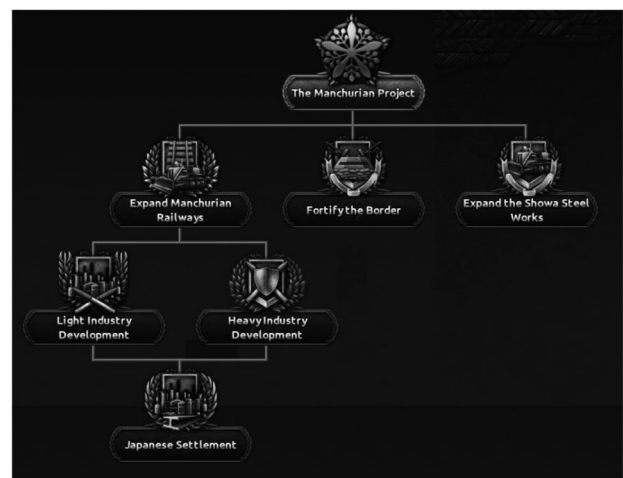 The Manchurian Project
Expand Manchurian
Railways
Fortify the Border
Expand the Showa Steel
Works
Light Industry
Development
Heavy Industry
Development
Japanese Settlement